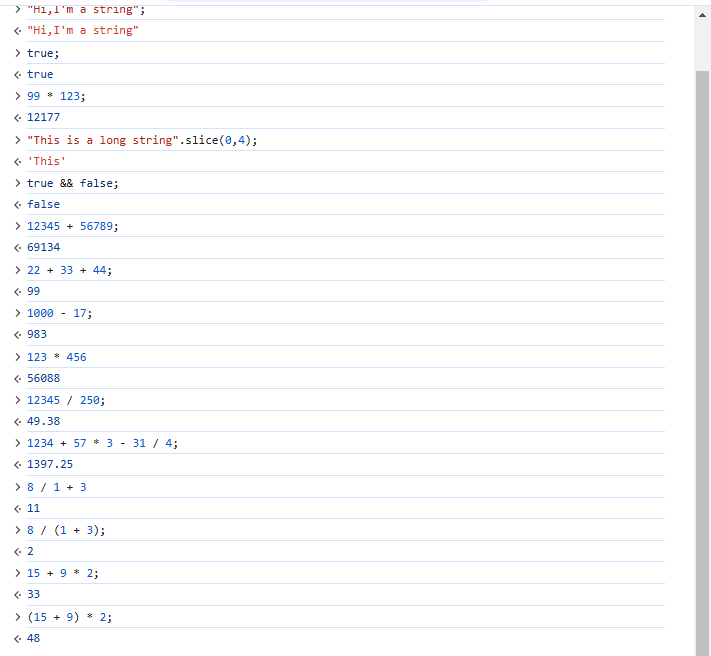 > "Hi,I'm a string";
<· "Hi,I'm a string"
> true;
<· true
> 99 * 123;
<· 12177
> "This is a long string".slice(0,4);
<· 'This'
> true && false;
<· false
> 12345 + 56789;
<· 69134
> 22 + 33 + 44;
<· 99
> 1000 - 17;
<· 983
> 123 * 456
<· 56088
> 12345 / 250;
<· 49.38
> 1234 + 57 * 3 - 31 / 4;
<· 1397.25
> 8 / 1 + 3
<· 11
> 8 / (1 + 3);
<· 2
> 15 + 9 * 2;
<· 33
> (15 + 9) * 2;
<· 48